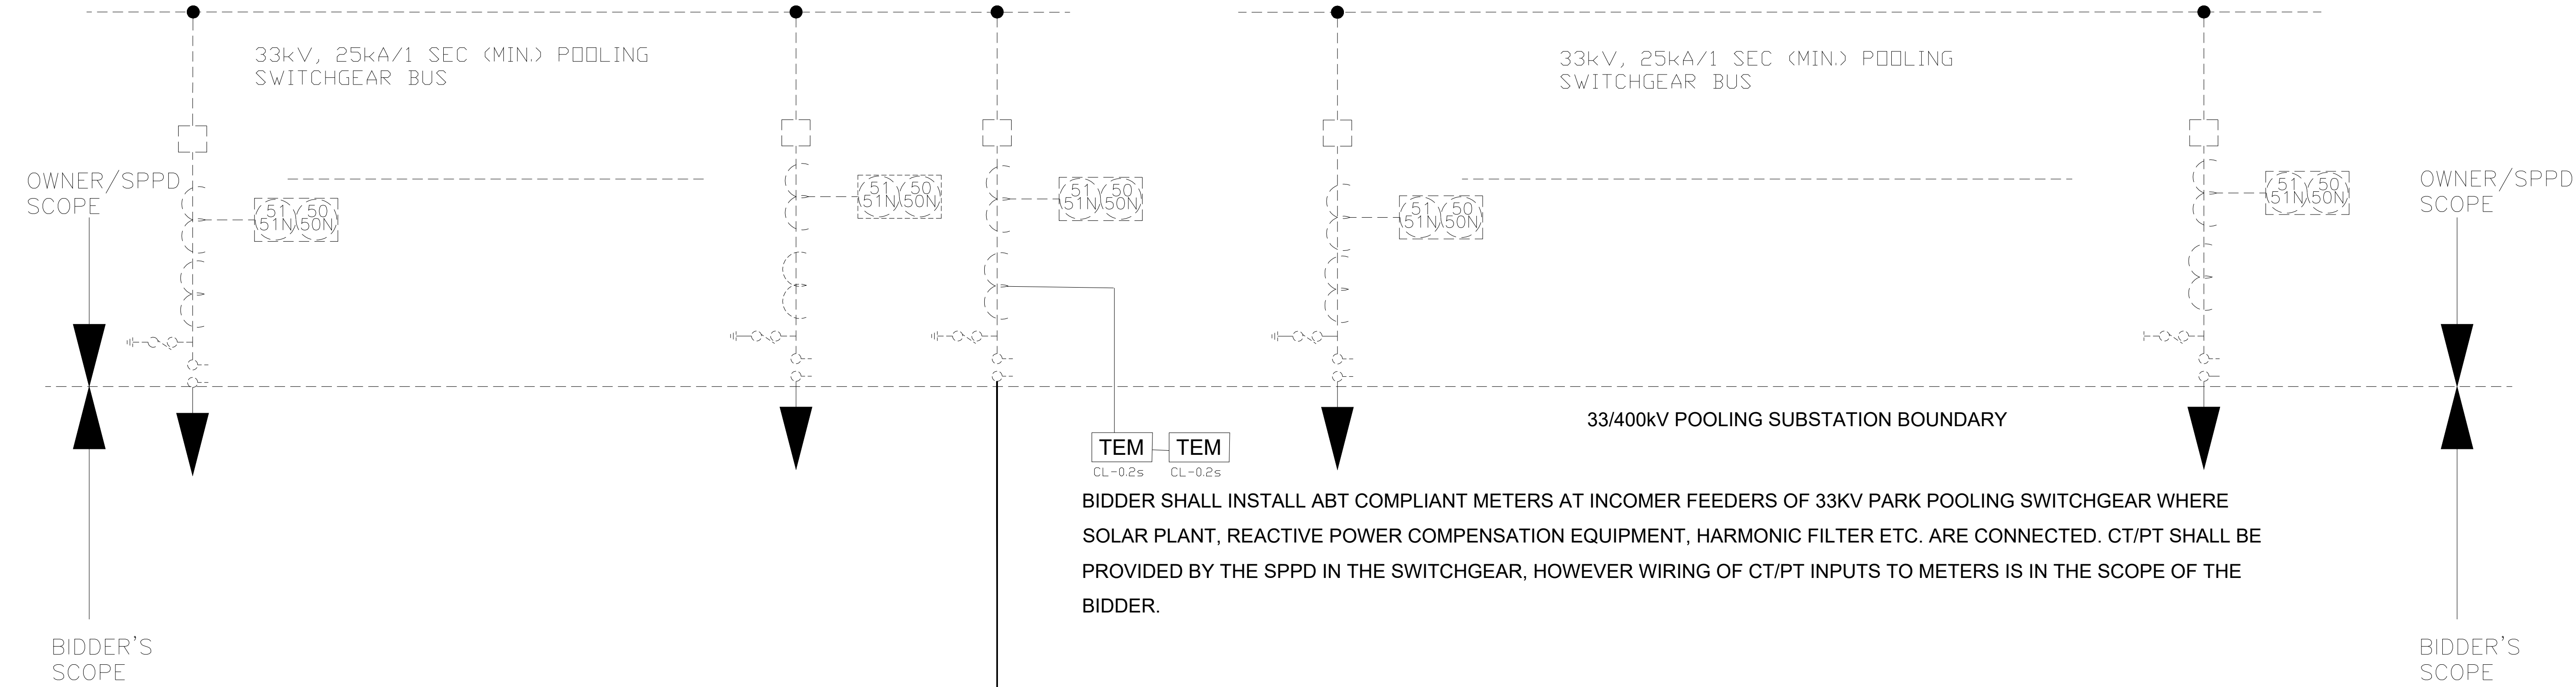 33kV, 25kA/1 SEC (MIN.) POOLING
SWITCHGEAR BUS
33kV, 25kA/1 SEC (MIN.) POOLING
SWITCHGEAR BUS
OWNER/SPPD
SCOPE
51 50
51N 50N
51 50
51N 50N
51 50
51N 50N
51 50
51N 50N
51 50
51N 50N
OWNER/SPPD
SCOPE
33/400kV POOLING SUBSTATION BOUNDARY
TEM TEM
CL-0.2s CL-0.2s
BIDDER SHALL INSTALL ABT COMPLIANT METERS AT INCOMER FEEDERS OF 33KV PARK POOLING SWITCHGEAR WHERE
SOLAR PLANT, REACTIVE POWER COMPENSATION EQUIPMENT, HARMONIC FILTER ETC. ARE CONNECTED. CT/PT SHALL BE
PROVIDED BY THE SPPD IN THE SWITCHGEAR, HOWEVER WIRING OF CT/PT INPUTS TO METERS IS IN THE SCOPE OF THE
BIDDER.
BIDDER'S
SCOPE
BIDDER'S
SCOPE